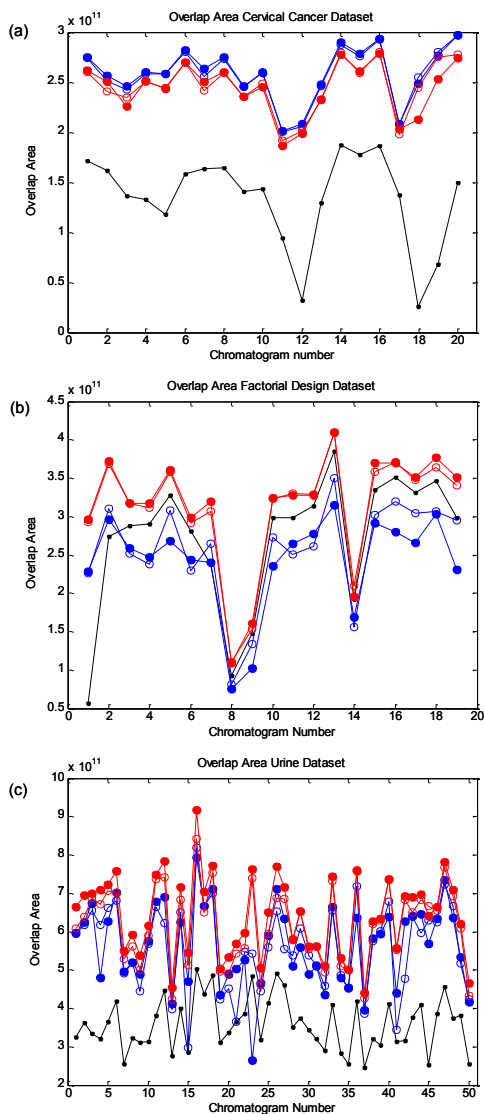 (a)
Overlap Area Cervical Cancer Dataset
x 10^11
3
2.5
2
1.5
1
0.5
0
Overlap Area
0 2 4 6 8 10 12 14 16 18 20
Chromatogram number
(b)
Overlap Area Factorial Design Dataset
x 10^11
4.5
4
3.5
3
2.5
2
1.5
1
0.5
Overlap Area
0 2 4 6 8 10 12 14 16 18 20
Chromatogram Number
(c)
Overlap Area Urine Dataset
x 10^11
10
9
8
7
6
5
4
3
2
Overlap Area
0 5 10 15 20 25 30 35 40 45 50
Chromatogram Number